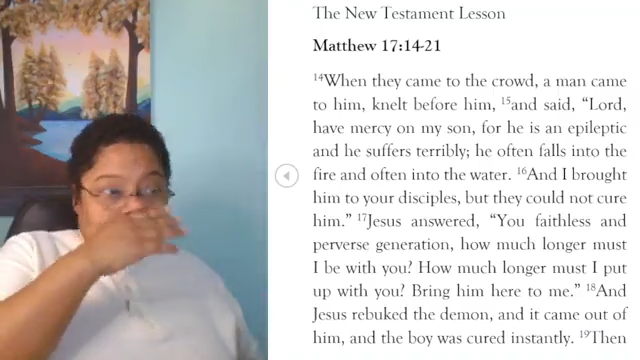 The New Testament Lesson
Matthew 17:14-21
14When they came to the crowd, a man came
to him, knelt before him, 15and said, “Lord,
have mercy on my son, for he is an epileptic
and he suffers terribly; he often falls into the
fire and often into the water. 16And I brought
him to your disciples, but they could not cure
him.” 17Jesus answered, “You faithless and
perverse generation, how much longer must
I be with you? How much longer must I put
up with you? Bring him here to me.” 18And
Jesus rebuked the demon, and it came out of
him, and the boy was cured instantly. 19Then